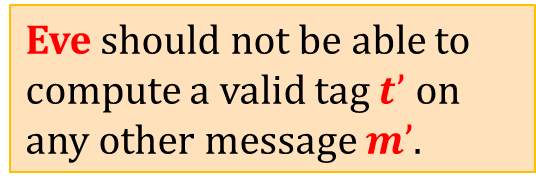 Eve should not be able to
compute a valid tag t’ on
any other message m’.